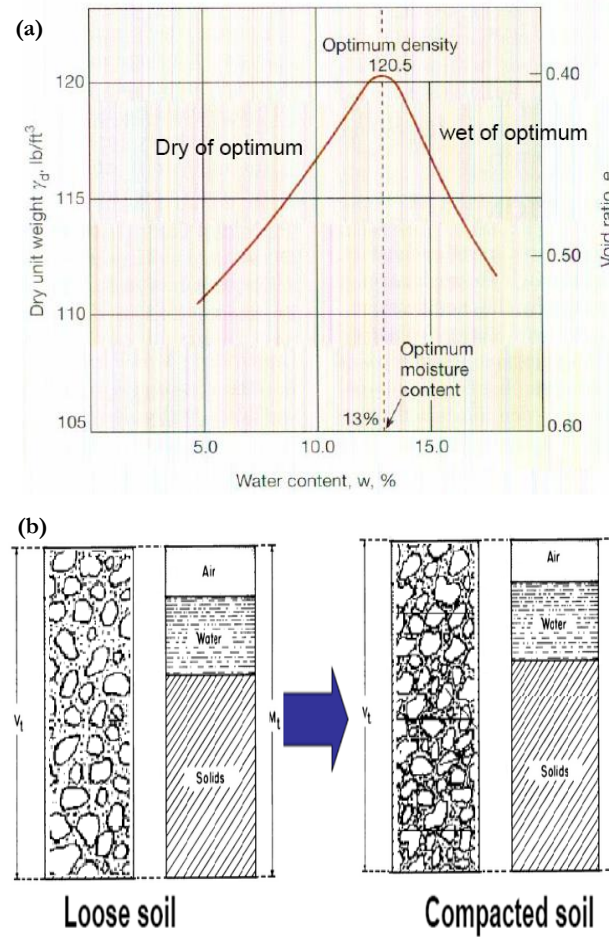 (a)
Optimum density
120.5
120
115
110
105
Dry unit weight γd, lb/ft³
Dry of optimum
wet of optimum
0.40
0.50
0.60
Void ratio, e
Optimum
moisture
content
13%
5.0
10.0
15.0
Water content, w, %
(b)
Air
Water
Solids
Vt
Mt
Air
Water
Solids
Vt
Loose soil
Compacted soil